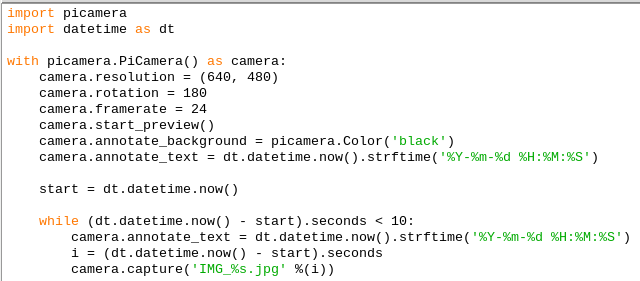 import picamera
import datetime as dt

with picamera.PiCamera() as camera:
    camera.resolution = (640, 480)
    camera.rotation = 180
    camera.framerate = 24
    camera.start_preview()
    camera.annotate_background = picamera.Color('black')
    camera.annotate_text = dt.datetime.now().strftime('%Y-%m-%d %H:%M:%S')

    start = dt.datetime.now()

    while (dt.datetime.now() - start).seconds < 10:
        camera.annotate_text = dt.datetime.now().strftime('%Y-%m-%d %H:%M:%S')
        i = (dt.datetime.now() - start).seconds
        camera.capture('IMG_%s.jpg' %(i))